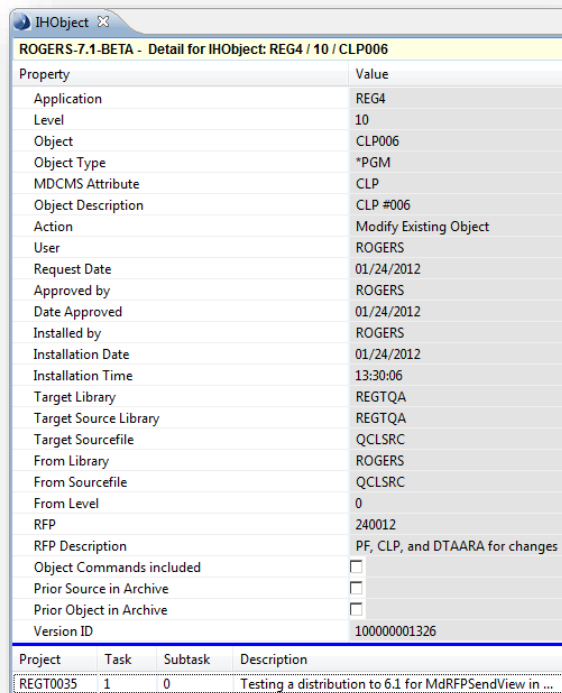 IHObject
ROGERS-7.1-BETA - Detail for IHObject: REG4 / 10 / CLP006
Property Value
Application REG4
Level 10
Object CLP006
Object Type *PGM
MDCMS Attribute CLP
Object Description CLP #006
Action Modify Existing Object
User ROGERS
Request Date 01/24/2012
Approved by ROGERS
Date Approved 01/24/2012
Installed by ROGERS
Installation Date 01/24/2012
Installation Time 13:30:06
Target Library REGTQA
Target Source Library REGTQA
Target Sourcefile QCLSRC
From Library ROGERS
From Sourcefile QCLSRC
From Level 0
RFP 240012
RFP Description PF, CLP, and DTAARA for changes
Object Commands included
Prior Source in Archive
Prior Object in Archive
Version ID 100000001326
Project Task Subtask Description
REGT0035 1 0 Testing a distribution to 6.1 for MdRFPSendView in ...